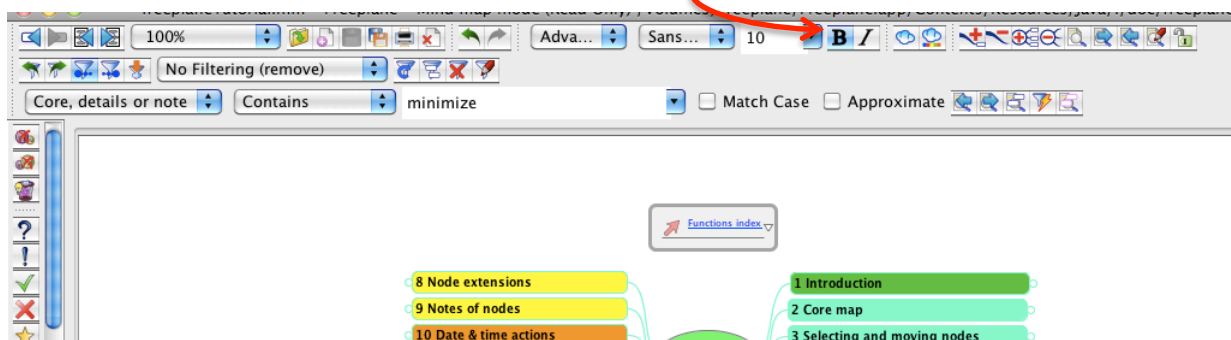 100%
Adva...
Sans...
10
B I
No Filtering (remove)
Core, details or note
Contains
minimize
Match Case
Approximate
Functions index
8 Node extensions
1 Introduction
9 Notes of nodes
2 Core map
10 Date & time actions
3 Selecting and moving nodes